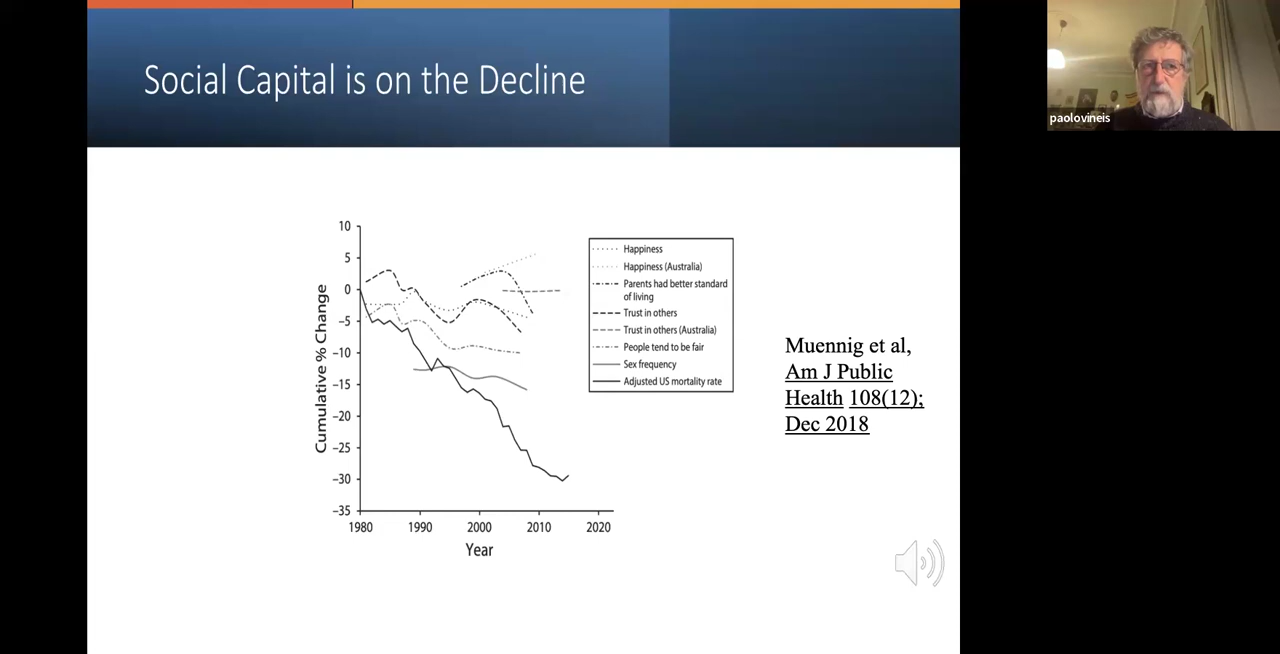 Social Capital is on the Decline
paolovineis
10
5
0
–5
–10
–15
–20
–25
–30
–35
Cumulative % Change
1980
1990
2000
2010
2020
Year
Happiness
Happiness (Australia)
Parents had better standard
of living
Trust in others
Trust in others (Australia)
People tend to be fair
Sex frequency
Adjusted US mortality rate
Muennig et al,
Am J Public
Health 108(12);
Dec 2018